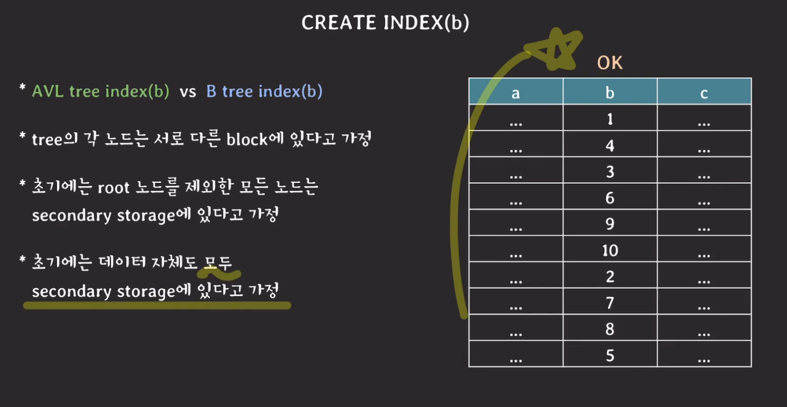 CREATE INDEX(b)
* AVL tree index(b) vs B tree index(b)
* tree의 각 노드는 서로 다른 block에 있다고 가정
* 초기에는 root 노드를 제외한 모든 노드는
secondary storage에 있다고 가정
* 초기에는 데이터 자체도 모두
secondary storage에 있다고 가정
OK
a b c
... 1 ...
... 4 ...
... 3 ...
... 6 ...
... 9 ...
... 10 ...
... 2 ...
... 7 ...
... 8 ...
... 5 ...